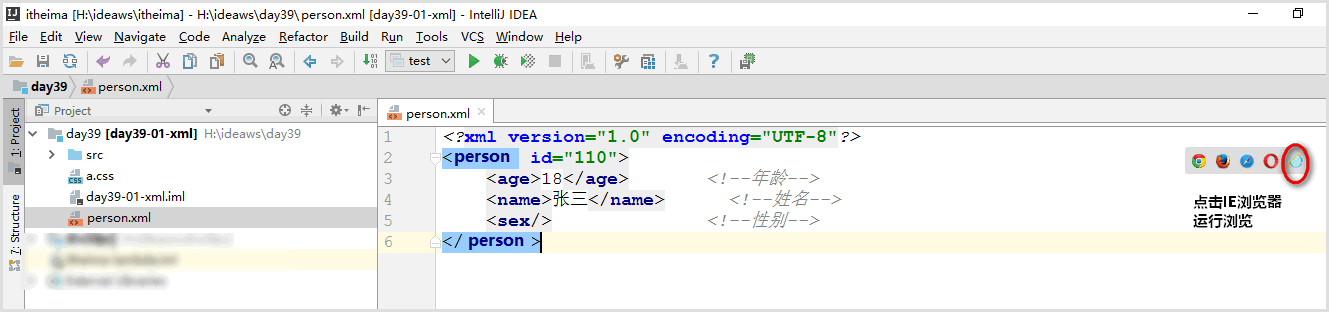 itheima [H:\ideaws\itheima] - H:\ideaws\day39\ person.xml [day39-01-xml] - IntelliJ IDEA
File Edit View Navigate Code Analyze Refactor Build Run Tools VCS Window Help
test
day39 person.xml
1: Project
Project
day39 [day39-01-xml] H:\ideaws\day39
src
a.css
day39-01-xml.iml
person.xml
7: Structure
person.xml
1 <?xml version="1.0" encoding="UTF-8"?>
2 <person id="110">
3 <age>18</age> <!--年龄-->
4 <name>张三</name> <!--姓名-->
5 <sex/> <!--性别-->
6 </ person >
点击IE浏览器
运行浏览